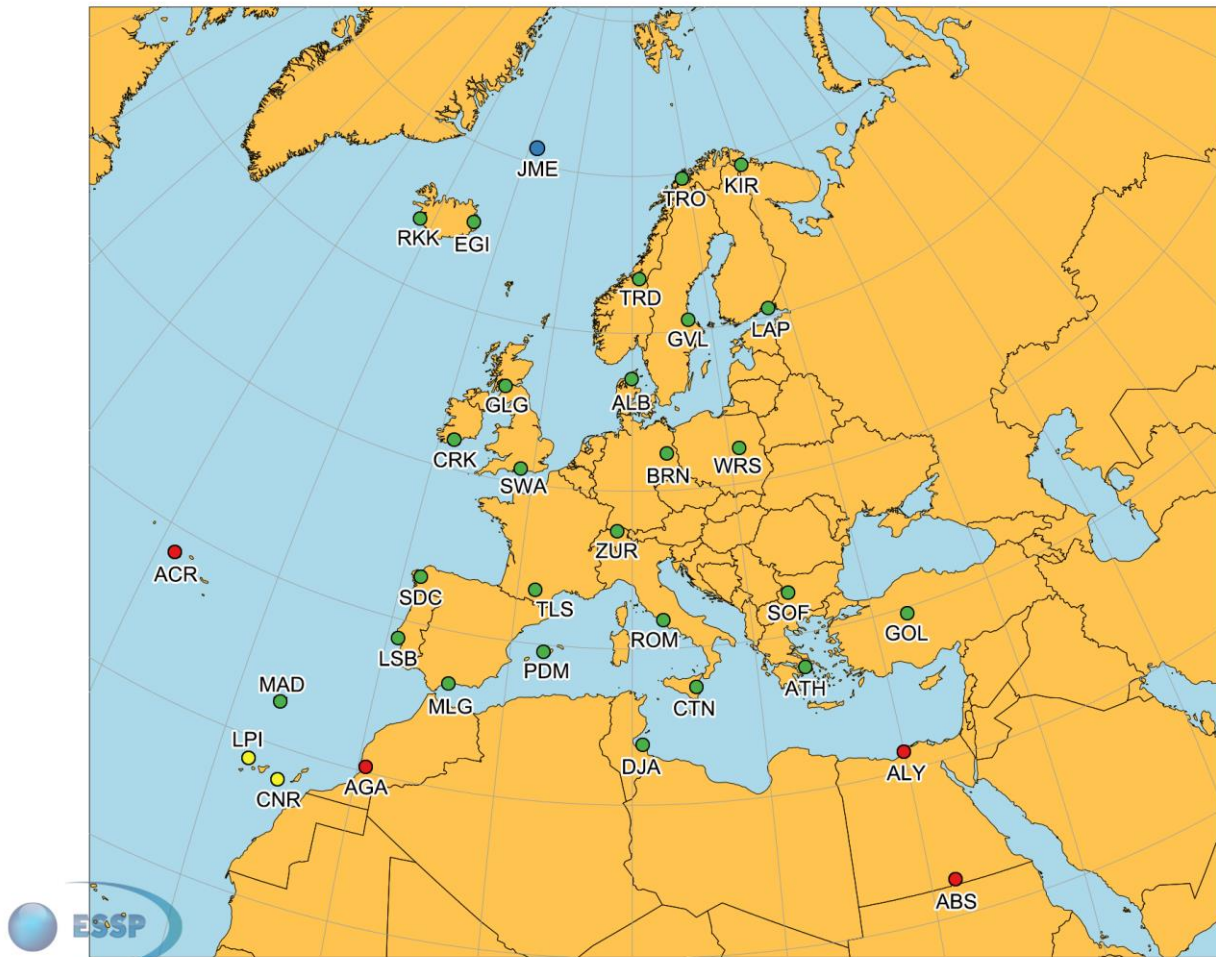 JME
TRO
KIR
RKK
EGI
TRD
GVL
LAP
GLG
ALB
CRK
SWA
BRN
WRS
ZUR
ACR
SDC
TLS
SOF
GOL
ROM
LSB
PDM
ATH
MAD
MLG
CTN
LPI
DJA
ALY
CNR
AGA
ABS
ESSP